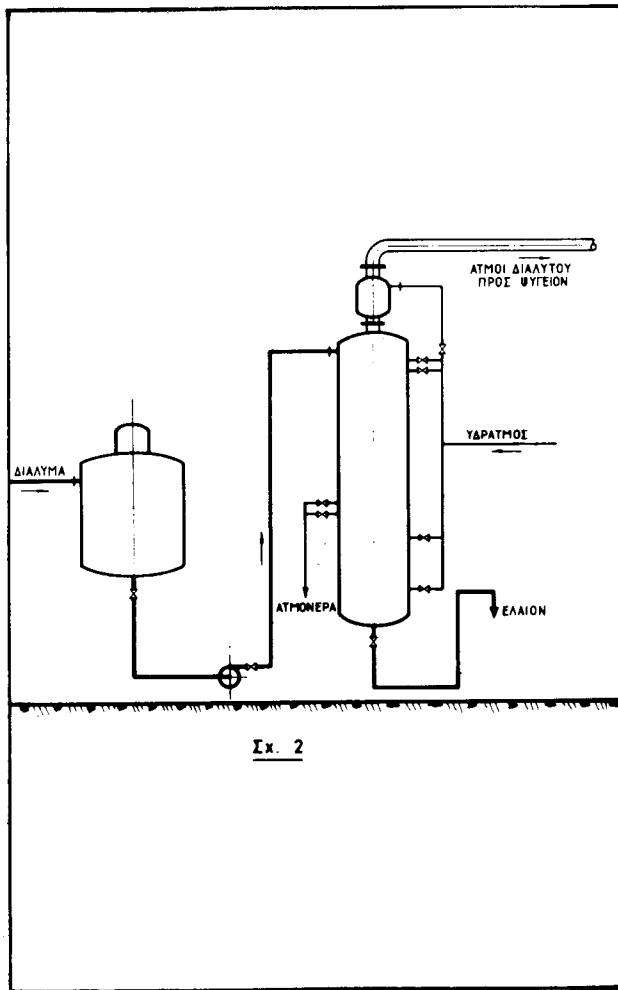 ΑΤΜΟΙ ΔΙΑΛΥΤΟΥ
ΠΡΟΣ ΨΥΓΕΙΟΝ
ΥΔΡΑΤΜΟΣ
ΔΙΑΛΥΜΑ
ΑΤΜΟΝΕΡΑ
ΕΛΑΙΟΝ
Σχ. 2